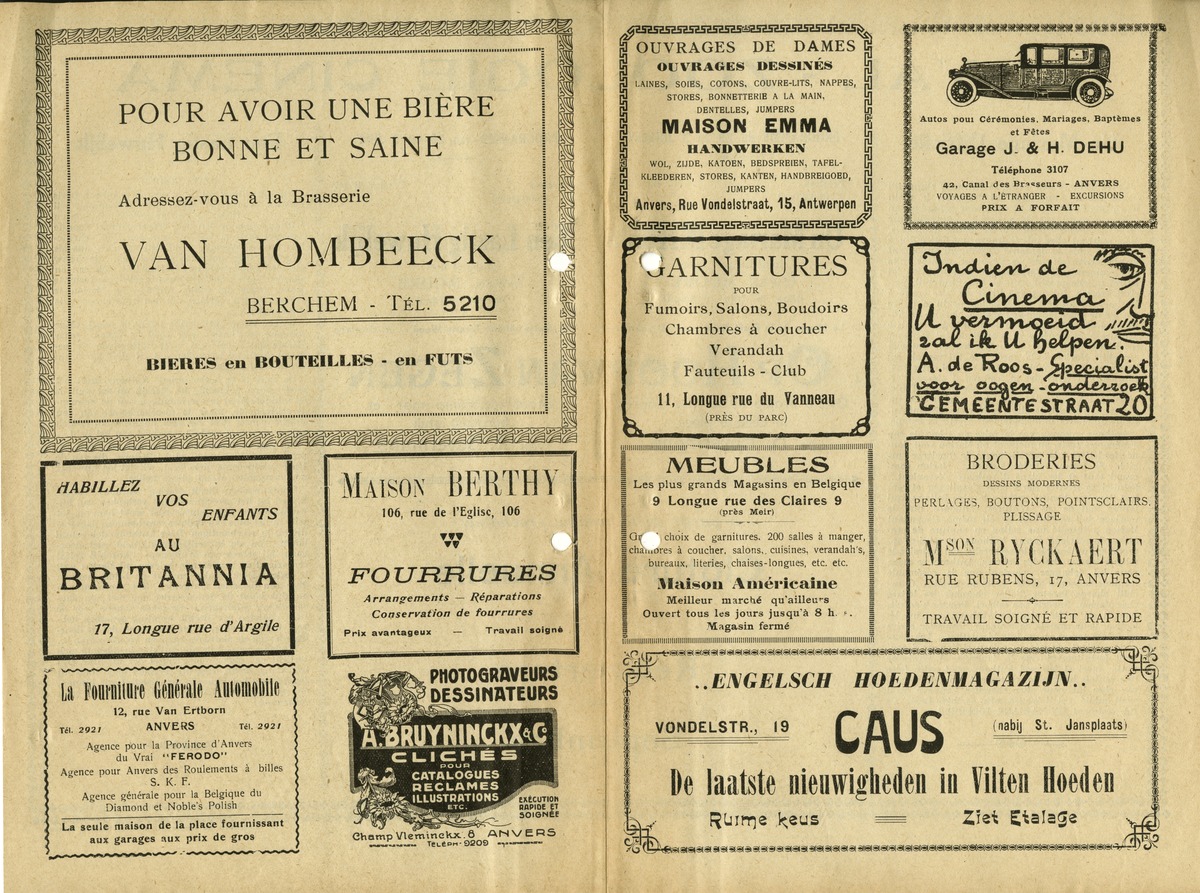 POUR AVOIR UNE BIÈRE
BONNE ET SAINE
Adressez-vous à la Brasserie
VAN HOMBEECK
BERCHEM - TÉL. 5210
BIERES en BOUTEILLES - en FUTS
HABILLEZ
VOS
ENFANTS
AU
BRITANNIA
17, Longue rue d'Argile
MAISON BERTHY
106, rue de l'Eglise, 106
FOURRURES
Arrangements — Réparations
Conservation de fourrures
Prix avantageux — Travail soigné
La Fourniture Générale Automobile
12, rue Van Ertborn
Tél. 2921 ANVERS Tél. 2921
Agence pour la Province d'Anvers
du Vrai "FERODO"
Agence pour Anvers des Roulements à billes
S. K. F.
Agence générale pour la Belgique du
Diamond et Noble's Polish
La seule maison de la place fournissant
aux garages aux prix de gros
PHOTOGRAVEURS
DESSINATEURS
A. BRUYNINCKX & Cº
CLICHÉS
POUR
CATALOGUES
RECLAMES
ILLUSTRATIONS
ETC.
EXÉCUTION
RAPIDE ET
SOIGNÉE
Champ Vleminckx. 8 ANVERS
TELEPH. 9209
OUVRAGES DE DAMES
OUVRAGES DESSINÉS
LAINES, SOIES, COTONS, COUVRE-LITS, NAPPES,
STORES, BONNETTERIE A LA MAIN,
DENTELLES, JUMPERS
MAISON EMMA
HANDWERKEN
WOL, ZIJDE, KATOEN, BEDSPREIEN, TAFEL-
KLEEDEREN, STORES, KANTEN, HANDBREIGOED,
JUMPERS
Anvers, Rue Vondelstraat, 15, Antwerpen
Autos pour Cérémonies, Mariages, Baptèmes
et Fêtes
Garage J. & H. DEHU
Téléphone 3107
42, Canal des Brasseurs - ANVERS
VOYAGES A L'ÉTRANGER - EXCURSIONS
PRIX A FORFAIT
GARNITURES
POUR
Fumoirs, Salons, Boudoirs
Chambres à coucher
Verandah
Fauteuils - Club
11, Longue rue du Vanneau
(PRÈS DU PARC)
Indien de
Cinema
U vermoeid
zal ik U helpen.
A. de Roos - Specialist
voor oogen-onderzoek
GEMEENTESTRAAT 20
MEUBLES
Les plus grands Magasins en Belgique
9 Longue rue des Claires 9
(près Meir)
choix de garnitures. 200 salles à manger,
chambres à coucher, salons, cuisines, verandah's,
bureaux, literies, chaises-longues, etc. etc.
Maison Américaine
Meilleur marché qu'ailleurs
Ouvert tous les jours jusqu'à 8 h.
Magasin fermé
BRODERIES
DESSINS MODERNES
PERLAGES, BOUTONS, POINTSCLAIRS,
PLISSAGE
MSON RYCKAERT
RUE RUBENS, 17, ANVERS
TRAVAIL SOIGNÉ ET RAPIDE
..ENGELSCH HOEDENMAGAZIJN..
VONDELSTR., 19 CAUS (nabij St. Jansplaats)
De laatste nieuwigheden in Vilten Hoeden
Ruime keus Ziet Etalage